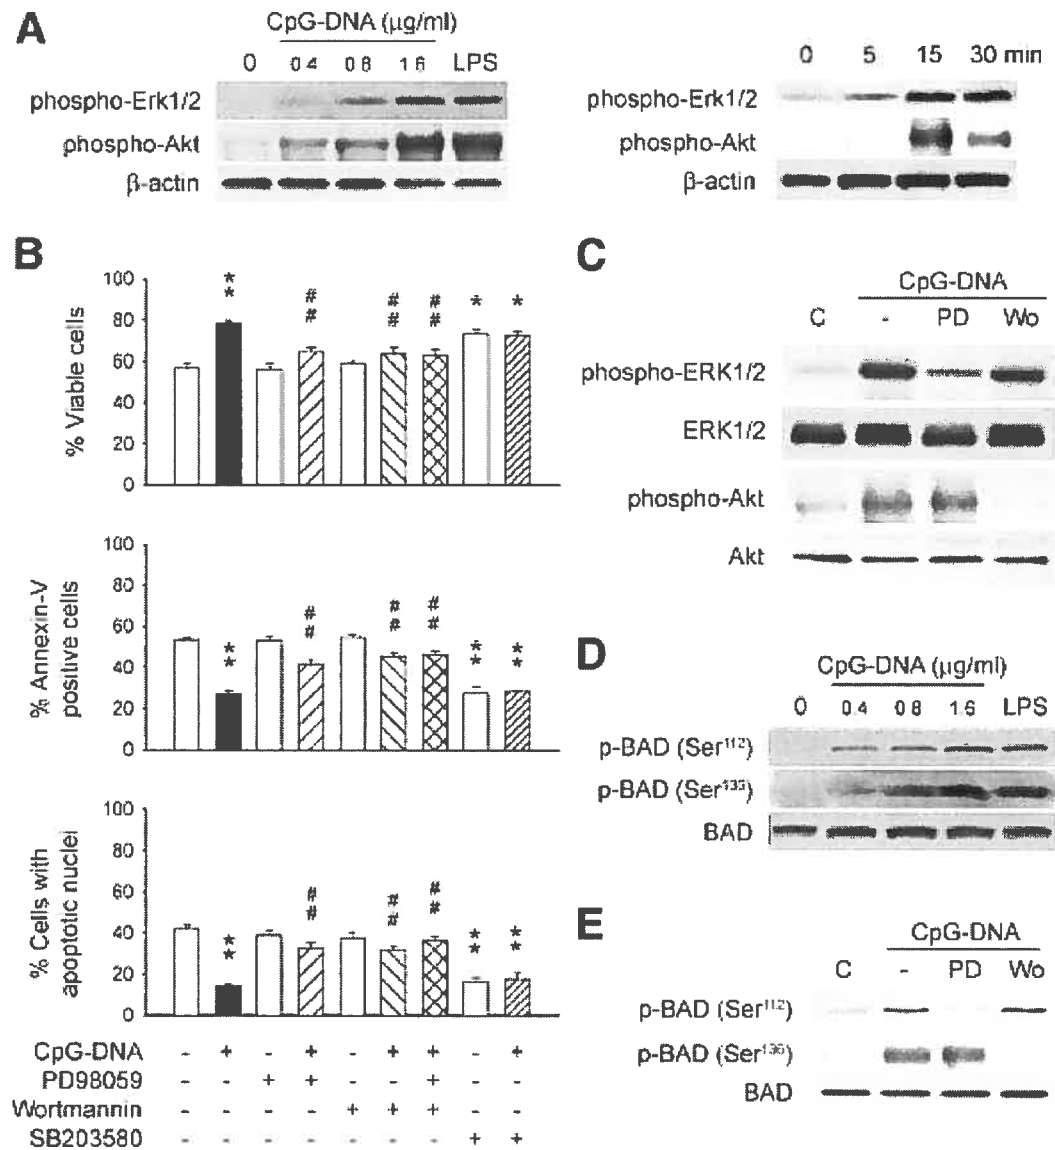 A
CpG-DNA (μg/ml)
0 0.4 0.8 1.6 LPS
phospho-Erk1/2
phospho-Akt
β-actin
0 5 15 30 min
phospho-Erk1/2
phospho-Akt
β-actin
B
% Viable cells
100
80
60
40
20
0
* *
# #
# #
# #
*
*
% Annexin-V
positive cells
100
80
60
40
20
0
* *
# #
# #
# #
* *
* *
% Cells with
apoptotic nuclei
100
80
60
40
20
0
* *
# #
# #
# #
* *
* *
CpG-DNA - + - + - + + - +
PD98059 - - + + - - + - -
Wortmannin - - - - + + + - -
SB203580 - - - - - - - + +
C
CpG-DNA
C - PD Wo
phospho-ERK1/2
ERK1/2
phospho-Akt
Akt
D
CpG-DNA (μg/ml)
0 0.4 0.8 1.6 LPS
p-BAD (Ser112)
p-BAD (Ser136)
BAD
E
CpG-DNA
C - PD Wo
p-BAD (Ser112)
p-BAD (Ser136)
BAD